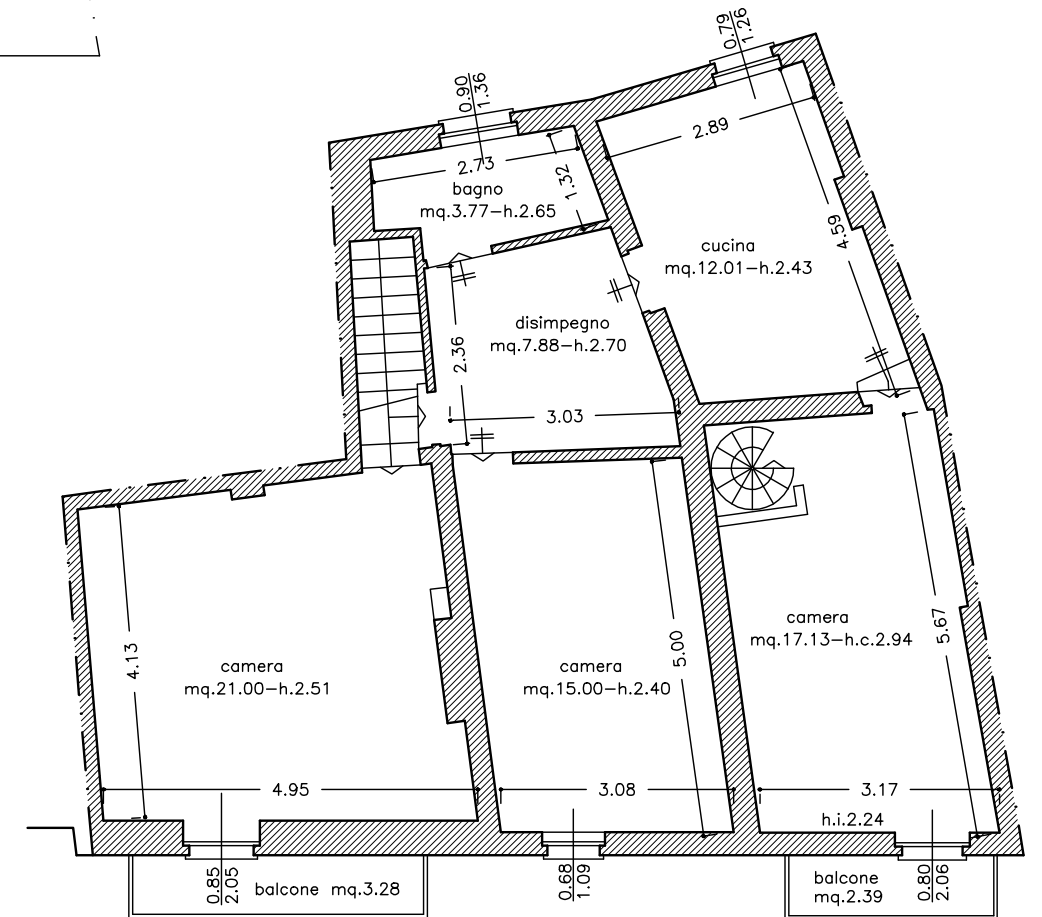 0.79
1.26
0.90
1.36
2.89
2.73
1.32
bagno
mq.3.77-h.2.65
4.59
cucina
mq.12.01-h.2.43
disimpegno
mq.7.88-h.2.70
2.36
3.03
camera
mq.17.13-h.c.2.94
5.67
4.13
camera
mq.21.00-h.2.51
camera
mq.15.00-h.2.40
5.00
4.95
3.08
3.17
h.i.2.24
0.85
2.05
balcone mq.3.28
0.68
1.09
balcone
mq.2.39
0.80
2.06